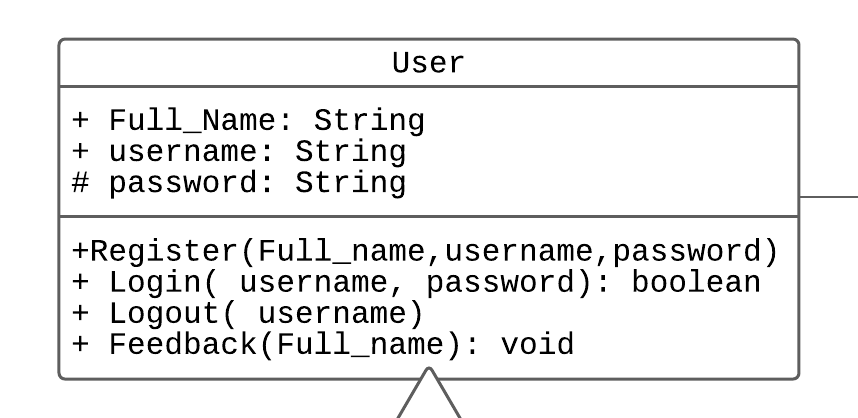 User
+ Full_Name: String
+ username: String
# password: String
+Register(Full_name,username,password)
+ Login( username, password): boolean
+ Logout( username)
+ Feedback(Full_name): void